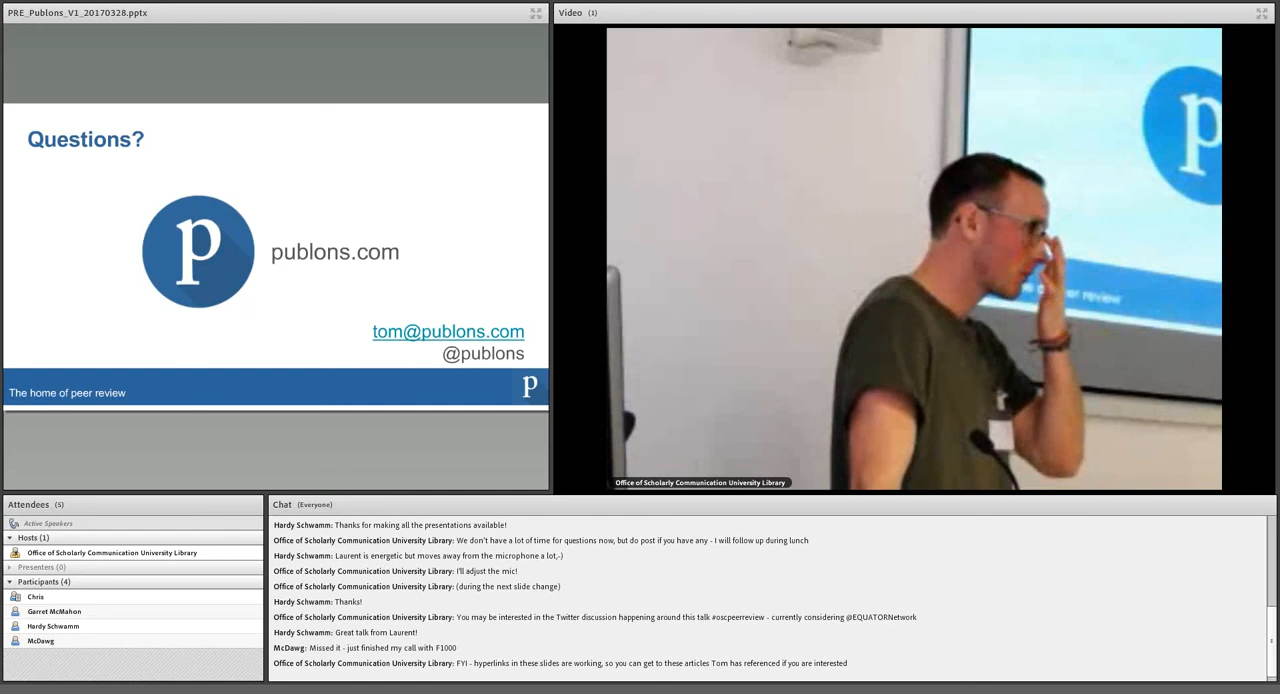 PRE_Publons_V1_20170328.pptx
Questions?
p
publons.com
tom@publons.com
@publons
The home of peer review
p
Video (1)
p
peer review
Office of Scholarly Communication University Library
Attendees (5)
Active Speakers
Hosts (1)
Office of Scholarly Communication University Library
Presenters (0)
Participants (4)
Chris
Garret McMahon
Hardy Schwamm
McDawg
Chat (Everyone)
Hardy Schwamm: Thanks for making all the presentations available!
Office of Scholarly Communication University Library: We don't have a lot of time for questions now, but do post if you have any - I will follow up during lunch
Hardy Schwamm: Laurent is energetic but moves away from the microphone a lot,-)
Office of Scholarly Communication University Library: I'll adjust the mic!
Office of Scholarly Communication University Library: (during the next slide change)
Hardy Schwamm: Thanks!
Office of Scholarly Communication University Library: You may be interested in the Twitter discussion happening around this talk #oscpeerreview - currently considering @EQUATORNetwork
Hardy Schwamm: Great talk from Laurent!
McDawg: Missed it - just finished my call with F1000
Office of Scholarly Communication University Library: FYI - hyperlinks in these slides are working, so you can get to these articles Tom has referenced if you are interested